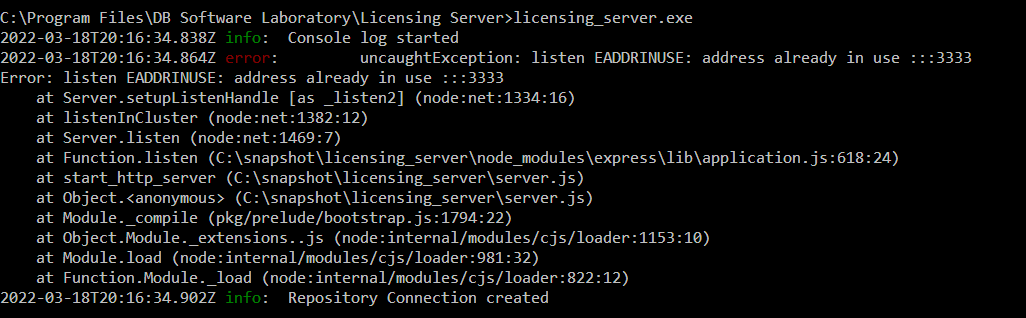 C:\Program Files\DB Software Laboratory\Licensing Server>licensing_server.exe
2022-03-18T20:16:34.838Z info:  Console log started
2022-03-18T20:16:34.864Z error:         uncaughtException: listen EADDRINUSE: address already in use :::3333
Error: listen EADDRINUSE: address already in use :::3333
    at Server.setupListenHandle [as _listen2] (node:net:1334:16)
    at listenInCluster (node:net:1382:12)
    at Server.listen (node:net:1469:7)
    at Function.listen (C:\snapshot\licensing_server\node_modules\express\lib\application.js:618:24)
    at start_http_server (C:\snapshot\licensing_server\server.js)
    at Object.<anonymous> (C:\snapshot\licensing_server\server.js)
    at Module._compile (pkg/prelude/bootstrap.js:1794:22)
    at Object.Module._extensions..js (node:internal/modules/cjs/loader:1153:10)
    at Module.load (node:internal/modules/cjs/loader:981:32)
    at Function.Module._load (node:internal/modules/cjs/loader:822:12)
2022-03-18T20:16:34.902Z info:  Repository Connection created